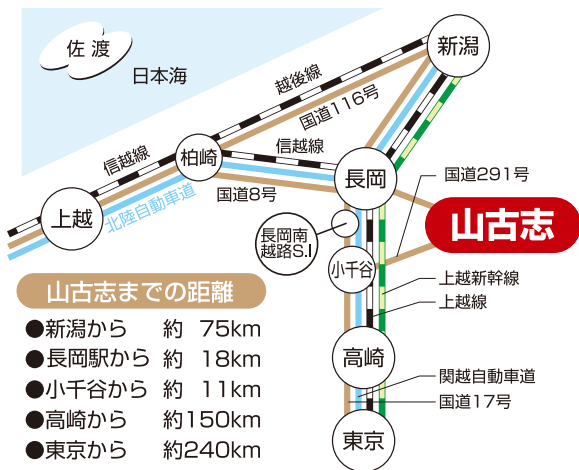 佐渡
日本海
新潟
越後線
国道116号
信越線
柏崎
信越線
長岡
国道291号
国道8号
上越
北陸自動車道
山古志
長岡南
越路S.I
小千谷
上越新幹線
上越線
高崎
関越自動車道
国道17号
東京
山古志までの距離
●新潟から 約 75km
●長岡駅から 約 18km
●小千谷から 約 11km
●高崎から 約150km
●東京から 約240km